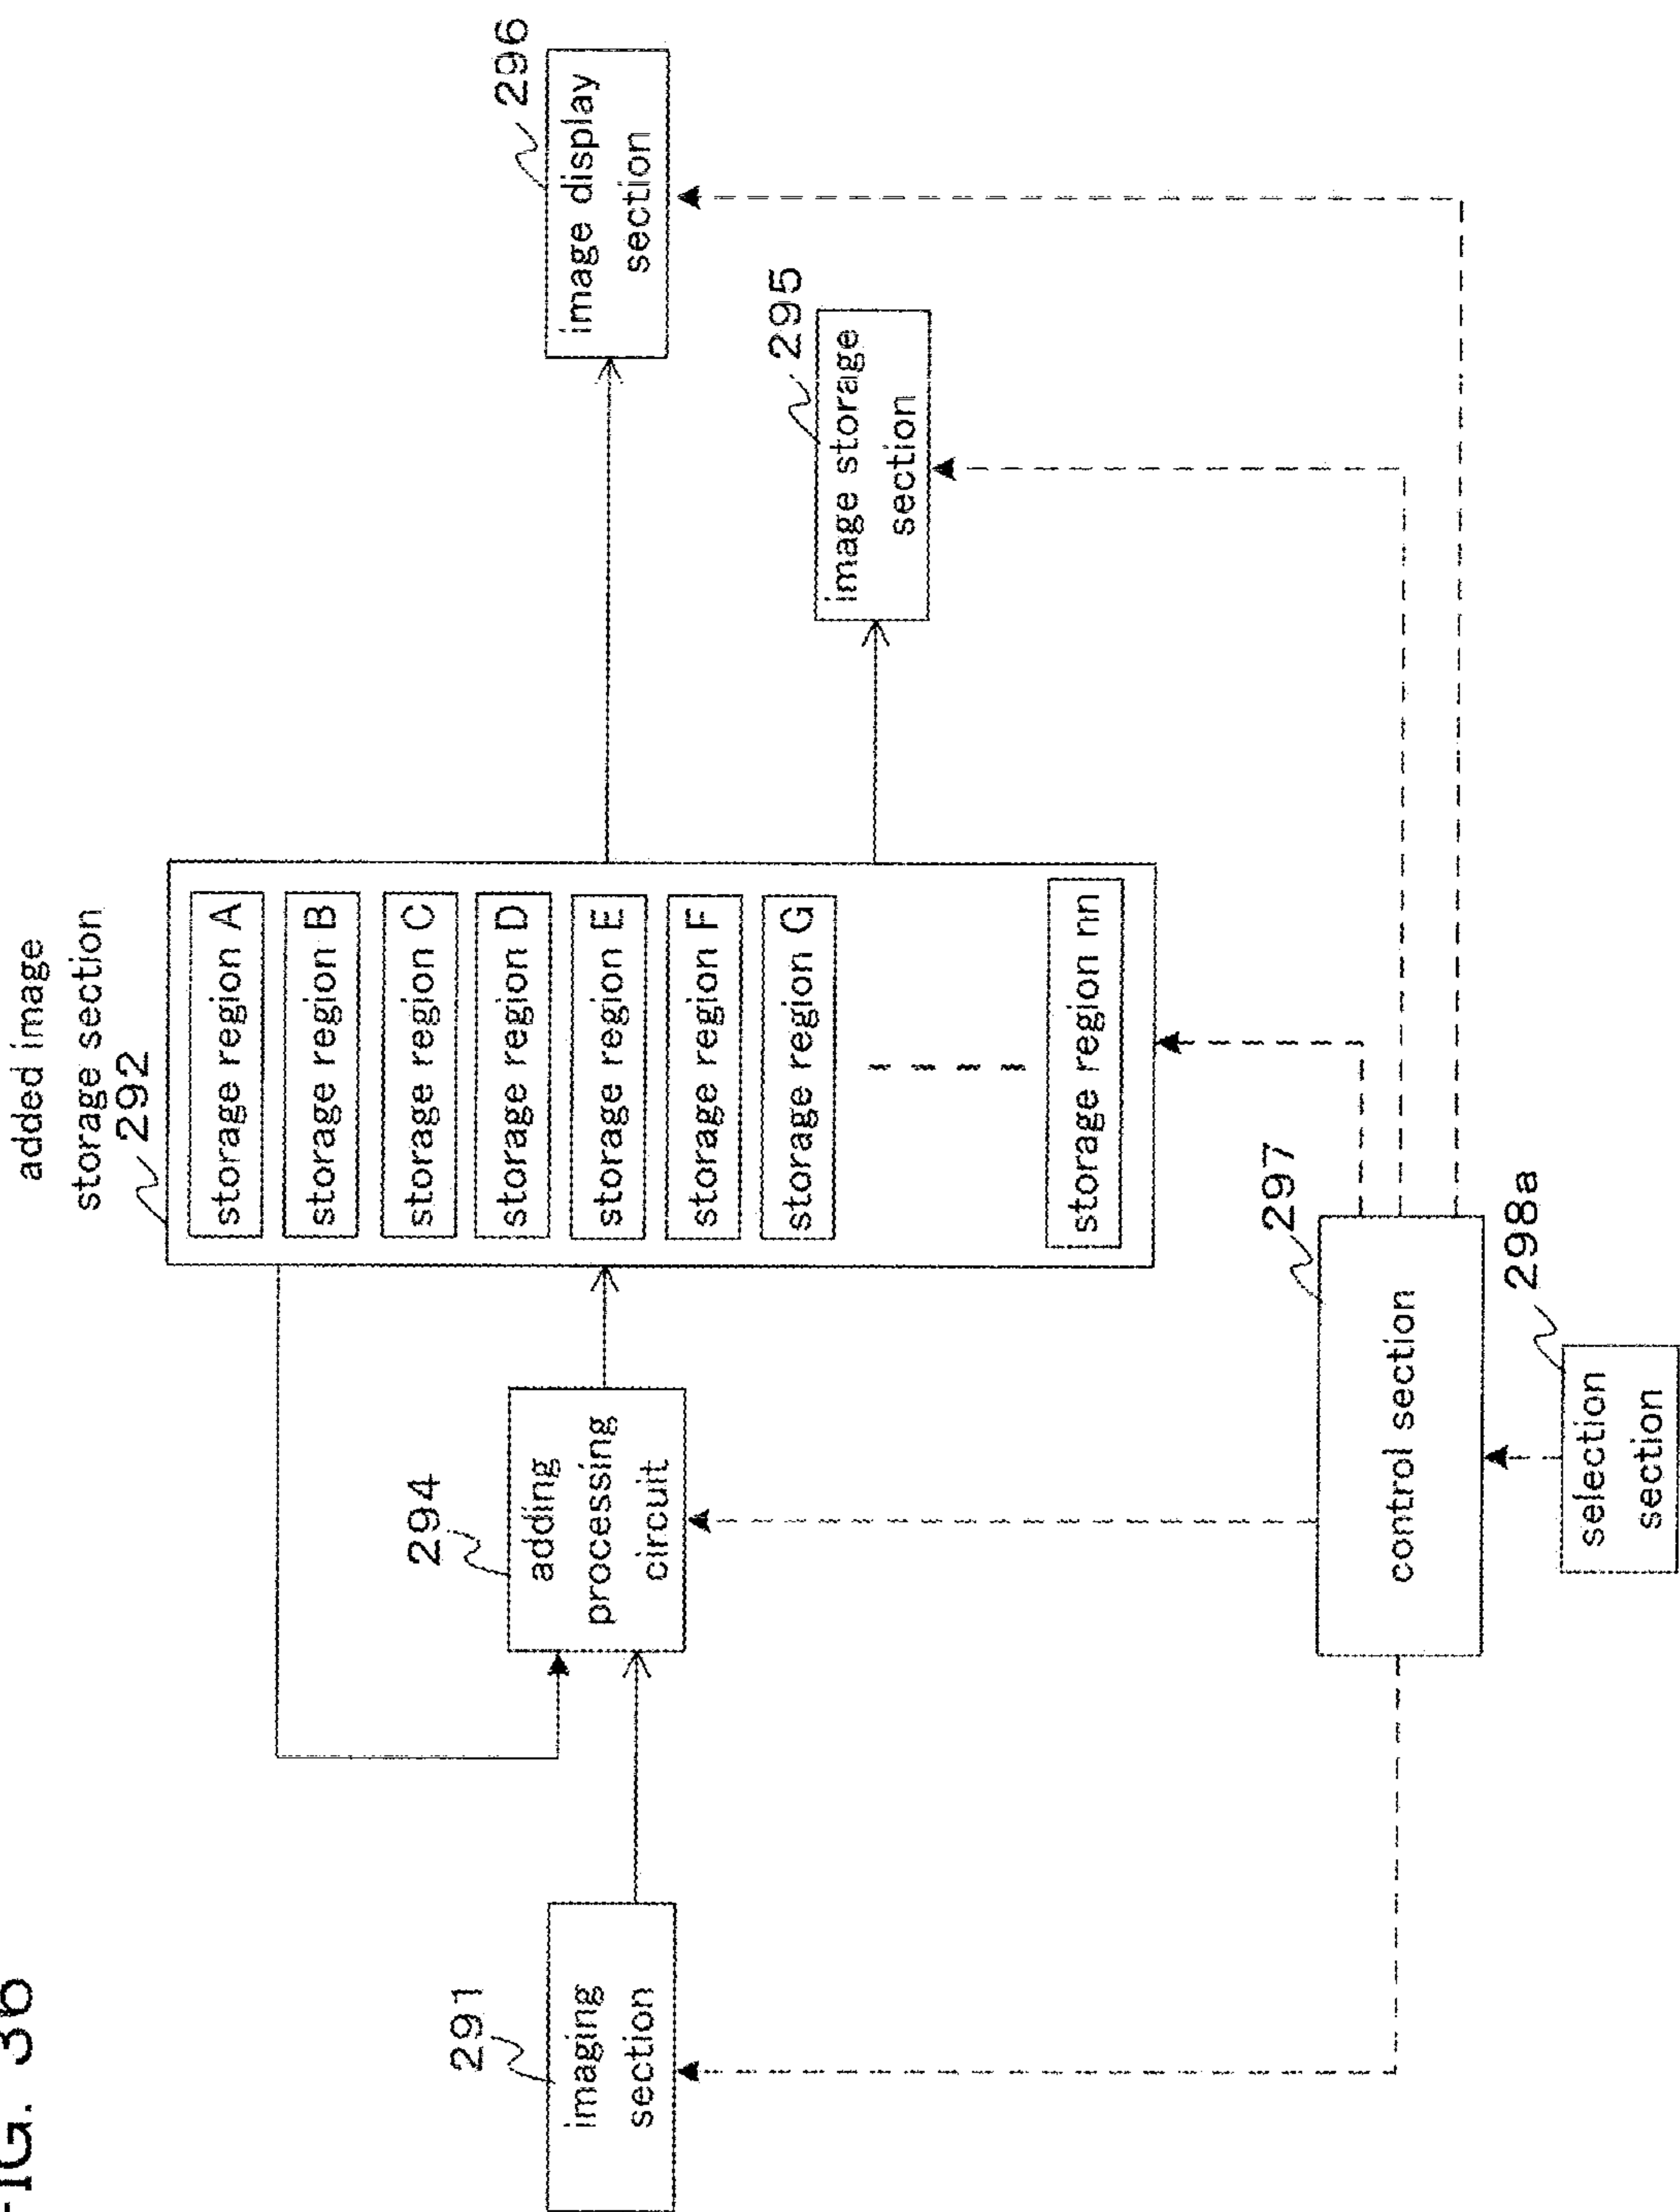 FIG. 36
added image
storage section
292
storage region A
storage region B
storage region C
storage region D
storage region E
storage region F
storage region G
storage region nn
291
imaging
section
294
adding
processing
circuit
296
image display
section
295
image storage
section
297
control section
298a
selection
section